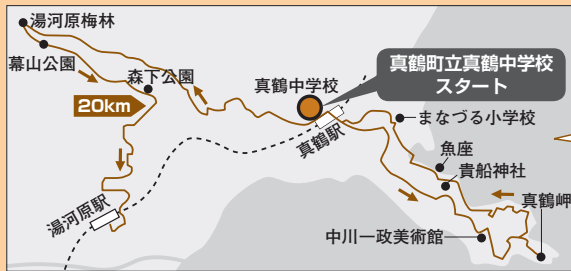 湯河原梅林
幕山公園
森下公園
20km
真鶴中学校
真鶴町立真鶴中学校
スタート
真鶴駅
まなづる小学校
魚座
貴船神社
真鶴岬
中川一政美術館
湯河原駅